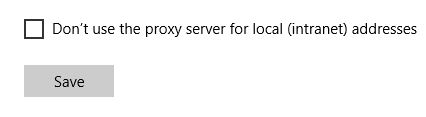 Don’t use the proxy server for local (intranet) addresses
Save